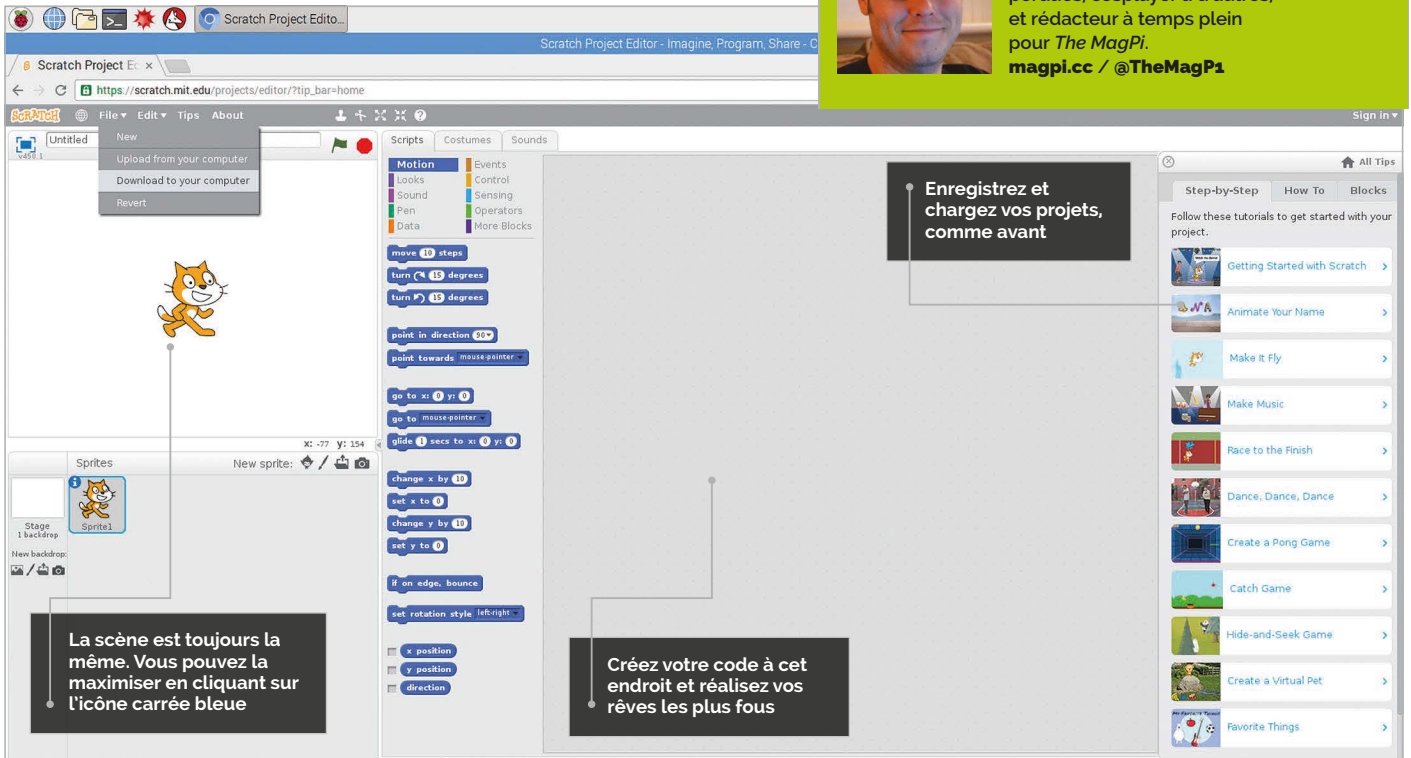 Scratch Project Edito...
Scratch Project Editor - Imagine, Program, Share - C
et rédacteur à temps plein
pour The MagPi.
magpi.cc / @TheMagP1
Scratch Project Ec ×
https://scratch.mit.edu/projects/editor/?tip_bar=home
SCRATCH File Edit Tips About
Sign in
New
Upload from your computer
Download to your computer
Revert
Untitled
v450.1
Scripts Costumes Sounds
Motion Events
Looks Control
Sound Sensing
Pen Operators
Data More Blocks
move 10 steps
turn 15 degrees
turn 15 degrees
point in direction 90
point towards mouse-pointer
go to x: 0 y: 0
go to mouse-pointer
glide 1 secs to x: 0 y: 0
change x by 10
set x to 0
change y by 10
set y to 0
if on edge, bounce
set rotation style left-right
x position
y position
direction
x: -77 y: 154
Sprites New sprite:
Stage
1 backdrop
Sprite1
New backdrop:
La scène est toujours la
même. Vous pouvez la
maximiser en cliquant sur
l’icône carrée bleue
Créez votre code à cet
endroit et réalisez vos
rêves les plus fous
Enregistrez et
chargez vos projets,
comme avant
All Tips
Step-by-Step How To Blocks
Follow these tutorials to get started with your
project.
Getting Started with Scratch
Animate Your Name
Make It Fly
Make Music
Race to the Finish
Dance, Dance, Dance
Create a Pong Game
Catch Game
Hide-and-Seek Game
Create a Virtual Pet
Favorite Things